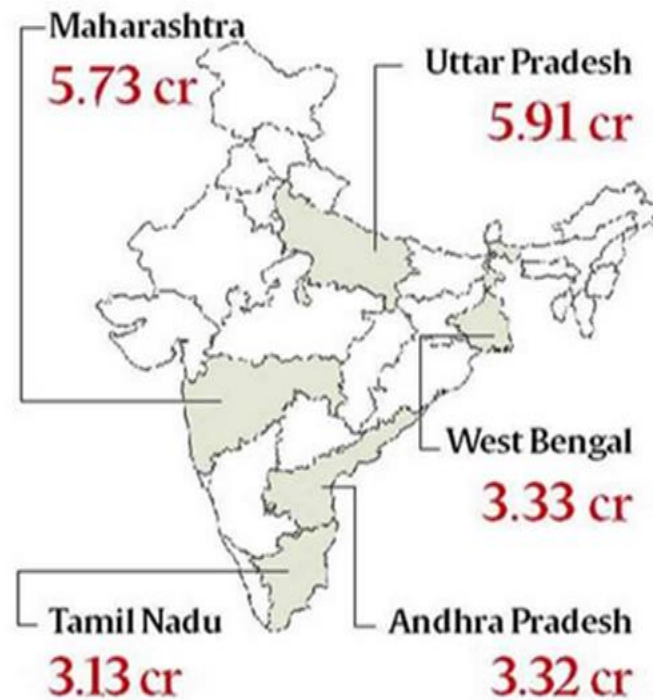 Maharashtra
5.73 cr
Uttar Pradesh
5.91 cr
West Bengal
3.33 cr
Tamil Nadu
3.13 cr
Andhra Pradesh
3.32 cr